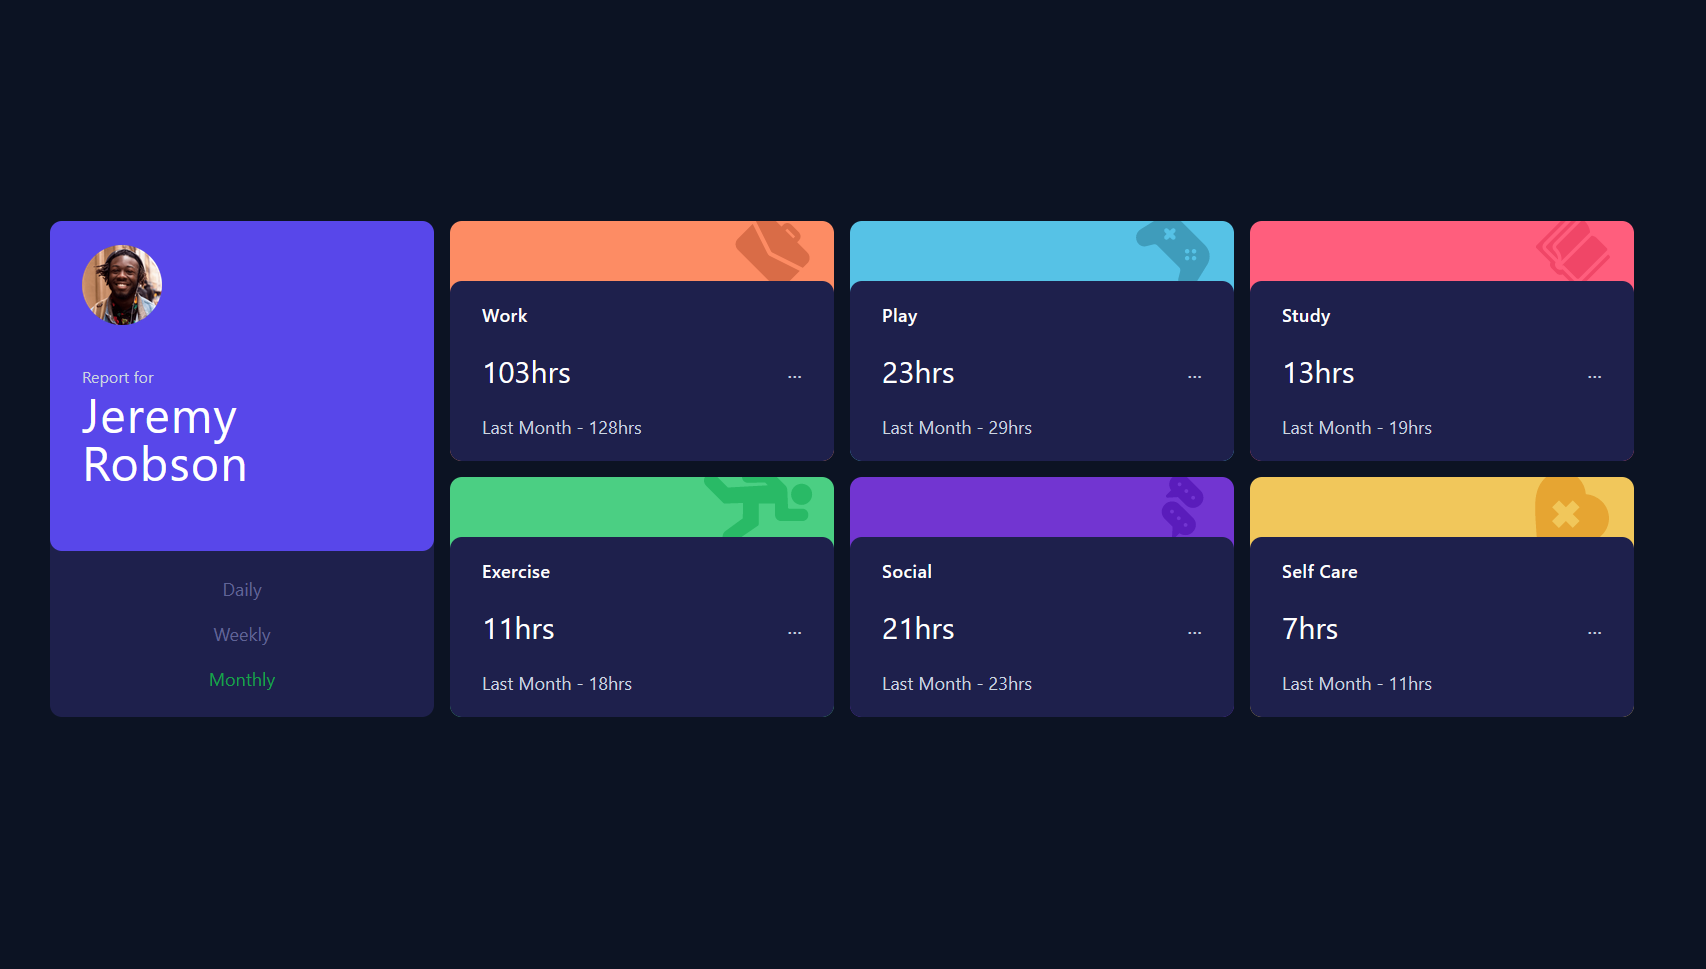 Report for
Jeremy
Robson
Daily
Weekly
Monthly
Work
103hrs
...
Last Month - 128hrs
Play
23hrs
...
Last Month - 29hrs
Study
13hrs
...
Last Month - 19hrs
Exercise
11hrs
...
Last Month - 18hrs
Social
21hrs
...
Last Month - 23hrs
Self Care
7hrs
...
Last Month - 11hrs